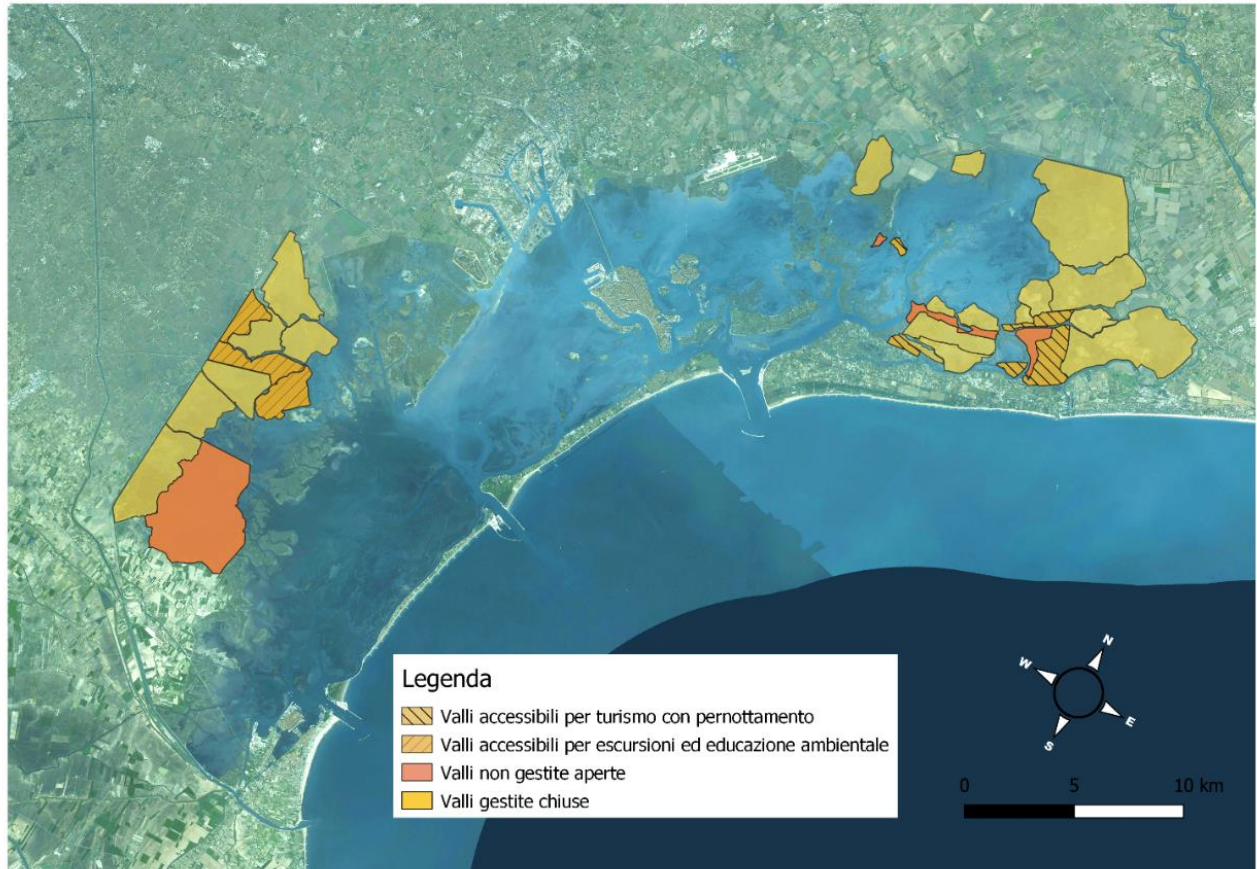 Legenda
Valli accessibili per turismo con pernottamento
Valli accessibili per escursioni ed educazione ambientale
Valli non gestite aperte
Valli gestite chiuse
N
W
E
S
0 5 10 km